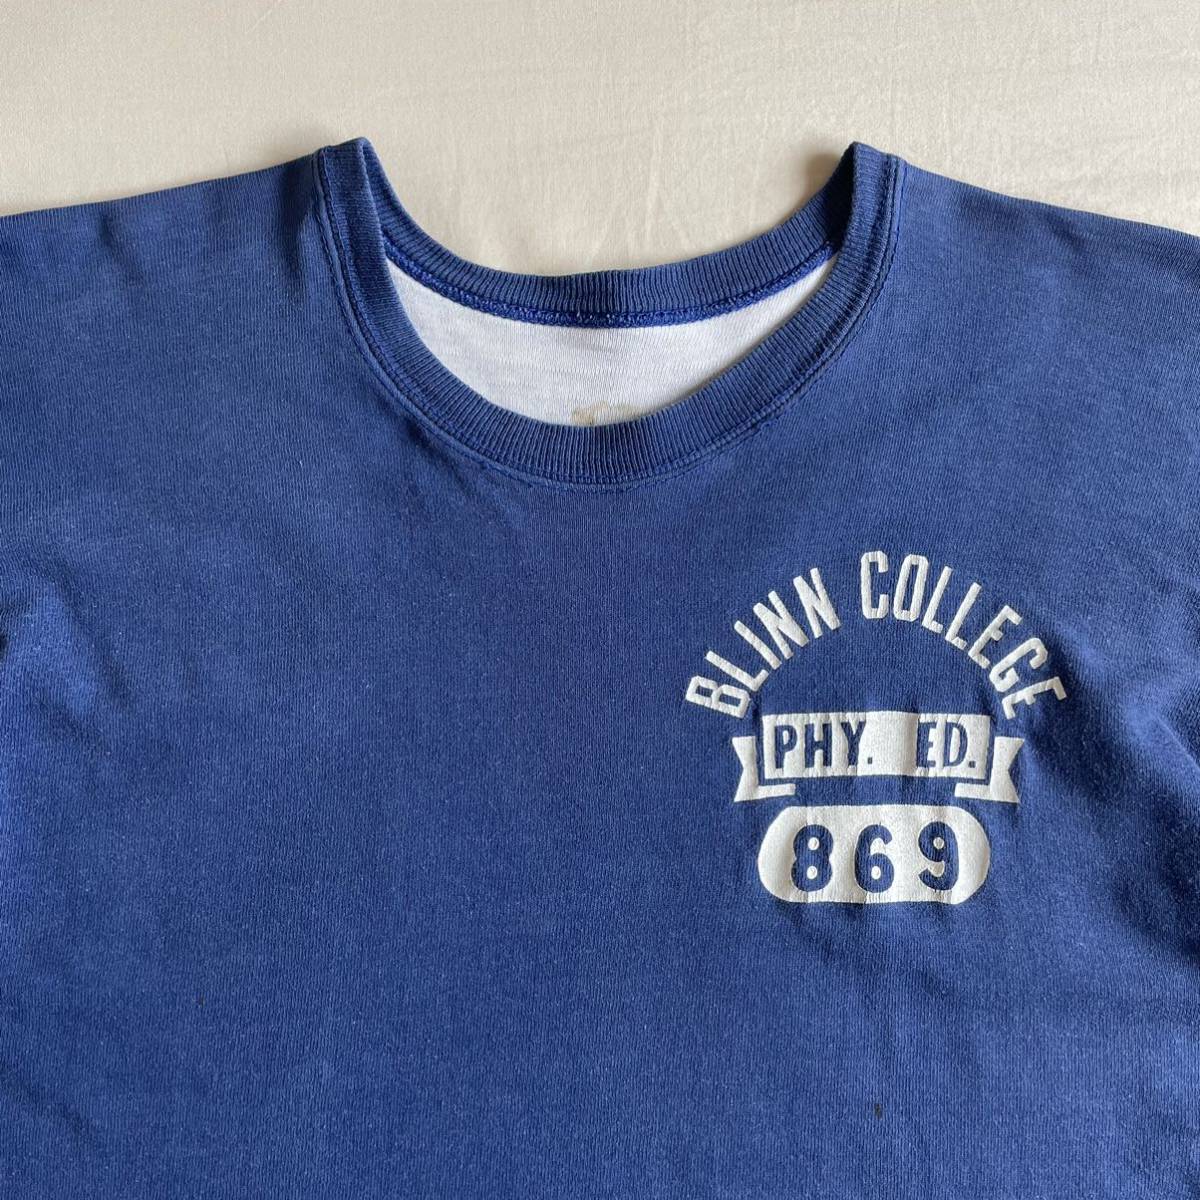 BLINN COLLEGE
PHY. ED.
869